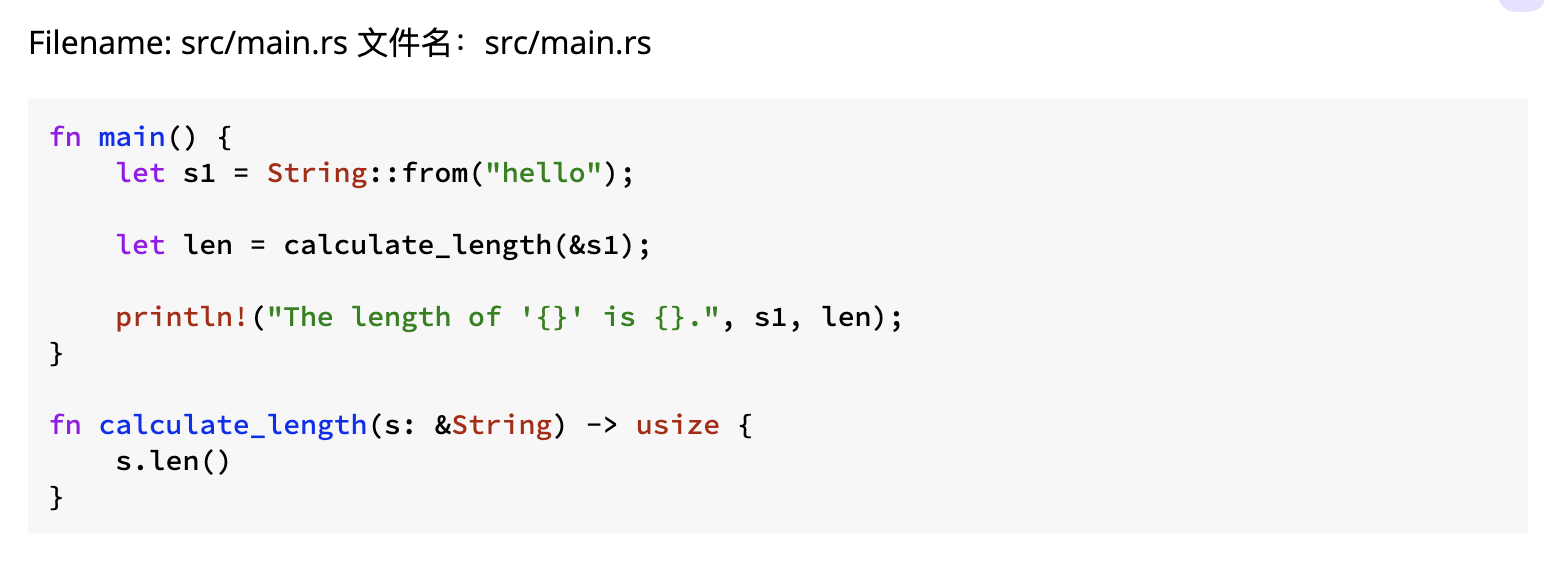 Filename: src/main.rs 文件名：src/main.rs
fn main() {
    let s1 = String::from("hello");
    let len = calculate_length(&s1);
    println!("The length of '{}' is {}.", s1, len);
}
fn calculate_length(s: &String) -> usize {
    s.len()
}